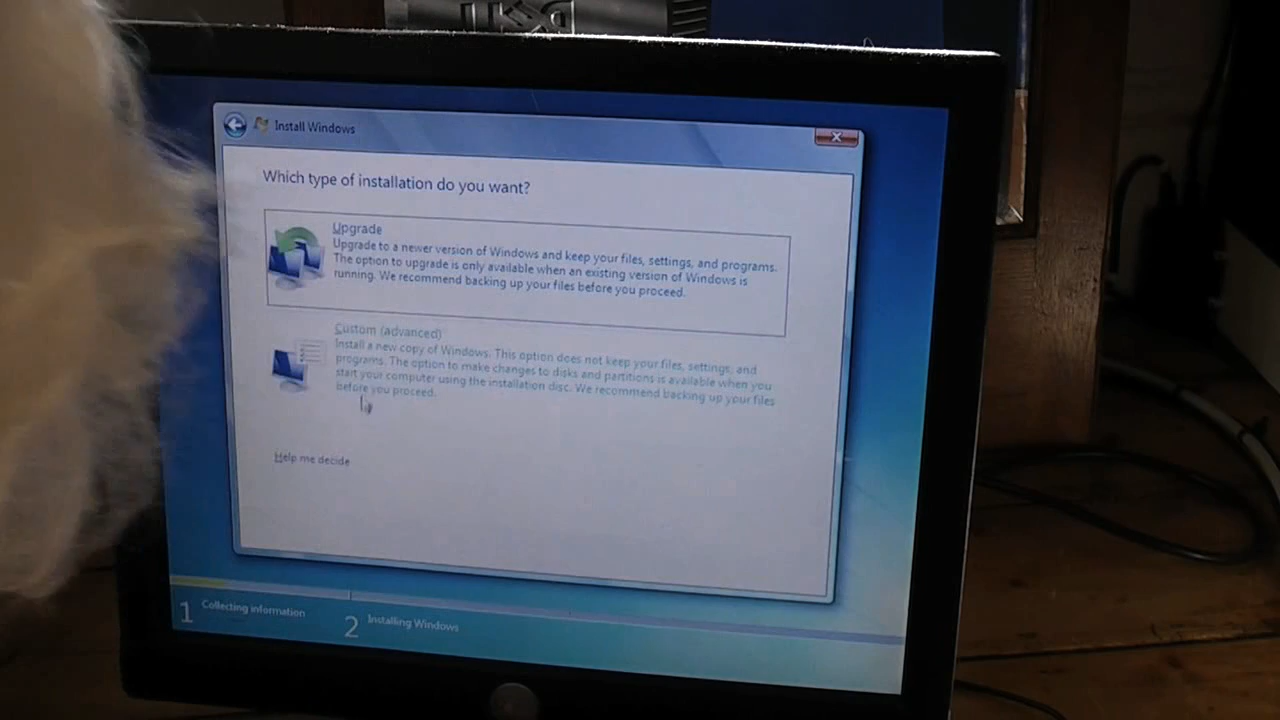 Install Windows
Which type of installation do you want?
Upgrade
Upgrade to a newer version of Windows and keep your files, settings, and programs.
The option to upgrade is only available when an existing version of Windows is
running. We recommend backing up your files before you proceed.
Custom (advanced)
Install a new copy of Windows. This option does not keep your files, settings, and
programs. The option to make changes to disks and partitions is available when you
start your computer using the installation disc. We recommend backing up your files
before you proceed.
Help me decide
1 Collecting information
2 Installing Windows